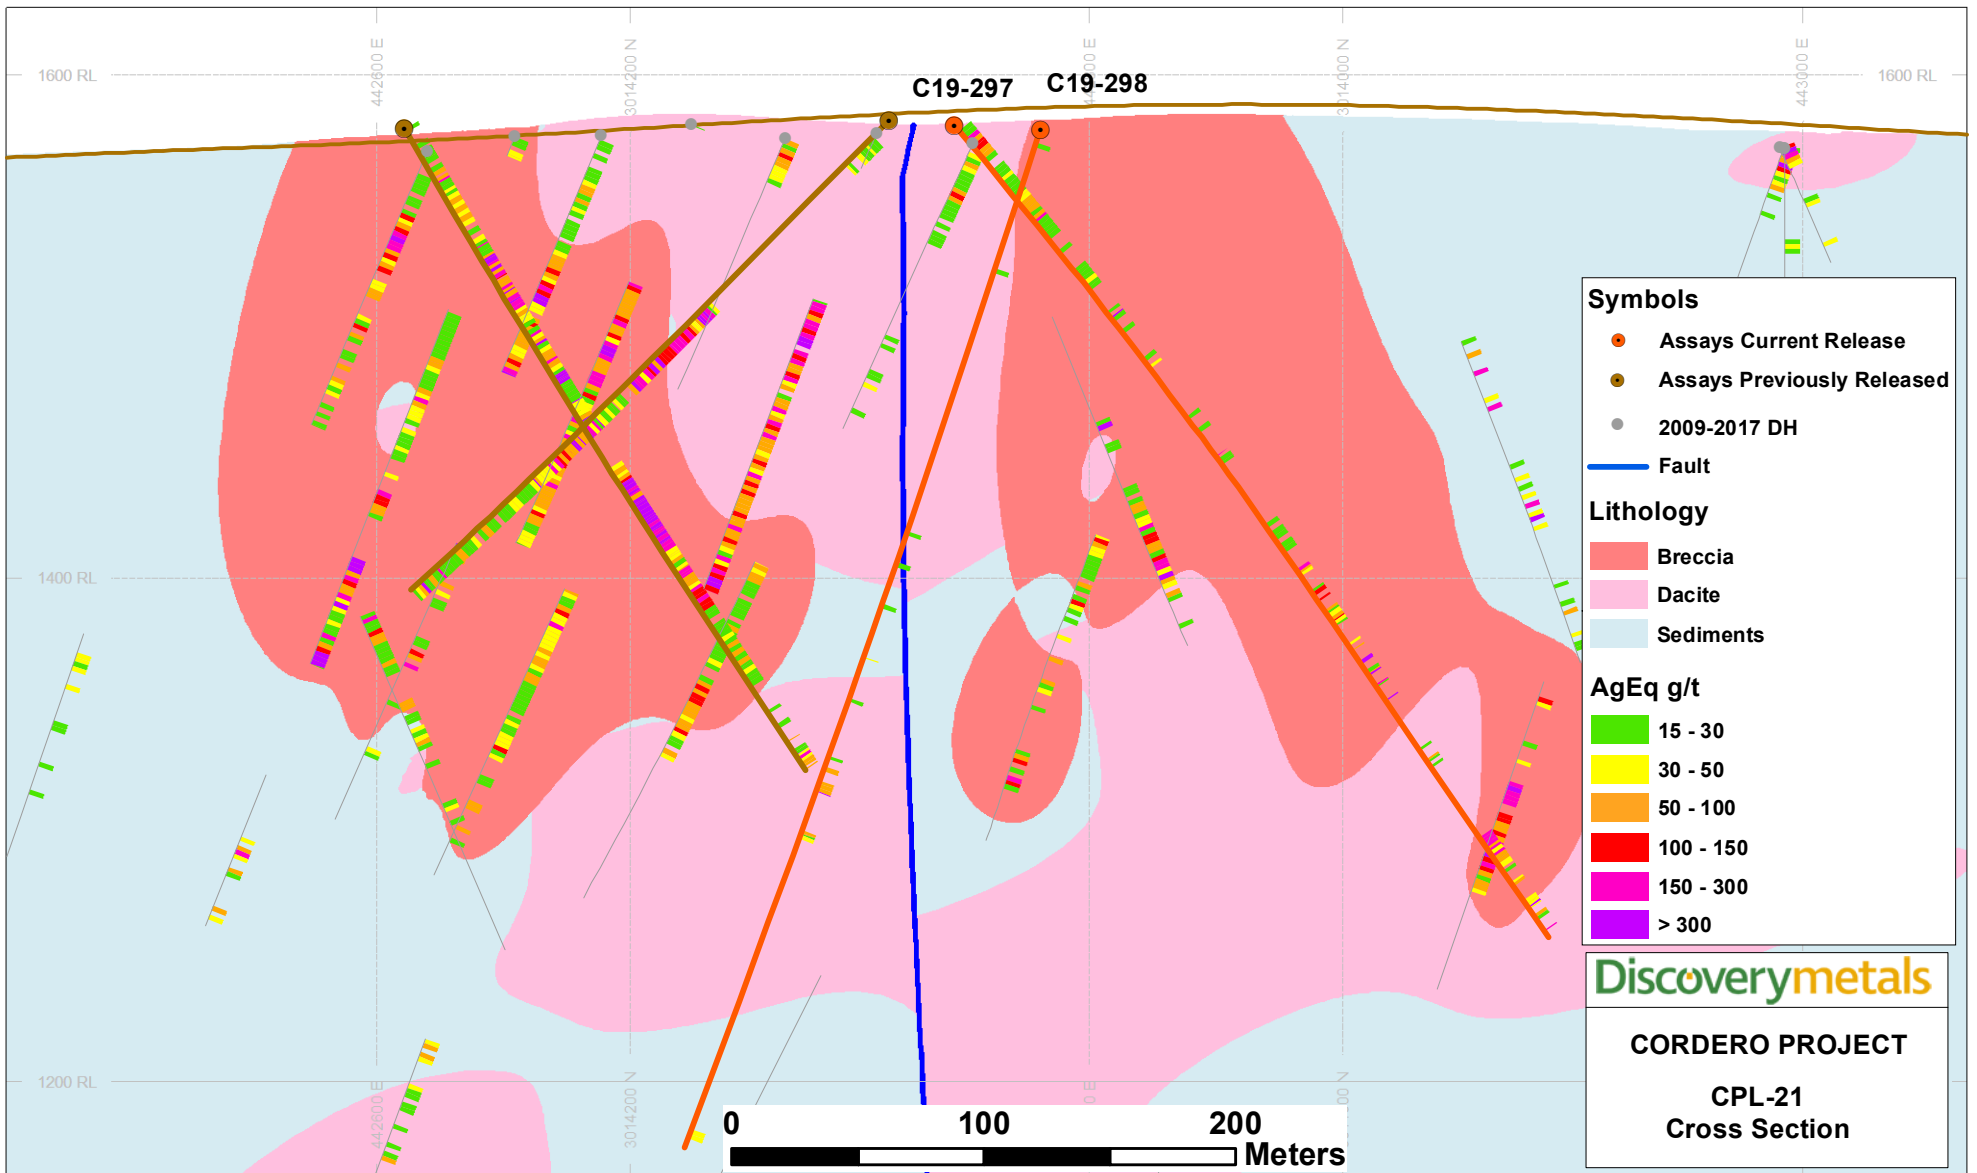 442600 E
3014200 N
3014000 N
443000 E
1600 RL
1600 RL
C19-297
C19-298
Symbols
Assays Current Release
Assays Previously Released
2009-2017 DH
Fault
Lithology
Breccia
Dacite
Sediments
AgEq g/t
15 - 30
30 - 50
50 - 100
100 - 150
150 - 300
> 300
1400 RL
1200 RL
442600 E
3014200 N
Discoverymetals
CORDERO PROJECT
CPL-21
Cross Section
0 100 200
Meters